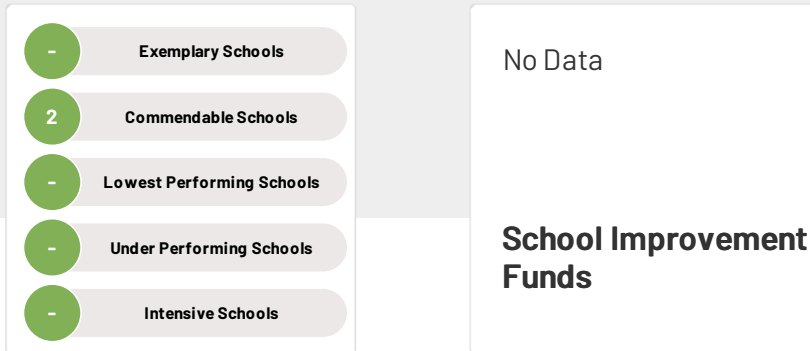 - Exemplary Schools
2 Commendable Schools
- Lowest Performing Schools
- Under Performing Schools
- Intensive Schools
No Data
School Improvement
Funds